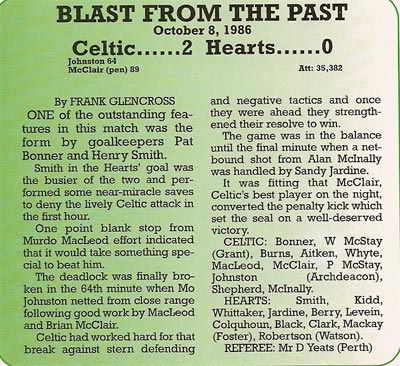 BLAST FROM THE PAST
October 8, 1986
Celtic......2 Hearts......0
Johnston 64
McClair (pen) 89
Att: 35,382
By FRANK GLENCROSS
ONE of the outstanding fea-
tures in this match was the
form by goalkeepers Pat
Bonner and Henry Smith.
Smith in the Hearts' goal was
the busier of the two and per-
formed some near-miracle saves
to deny the lively Celtic attack in
the first hour.
One point blank stop from
Murdo MacLeod effort indicated
that it would take something spe-
cial to beat him.
The deadlock was finally bro-
ken in the 64th minute when Mo
Johnston netted from close range
following good work by MacLeod
and Brian McClair.
Celtic had worked hard for that
break against stern defending
and negative tactics and once
they were ahead they strength-
ened their resolve to win.
The game was in the balance
until the final minute when a net-
bound shot from Alan McInally
was handled by Sandy Jardine.
It was fitting that McClair,
Celtic's best player on the night,
converted the penalty kick which
set the seal on a well-deserved
victory.
CELTIC: Bonner, W McStay
(Grant), Burns, Aitken, Whyte,
MacLeod, McClair, P McStay,
Johnston (Archdeacon),
Shepherd, McInally.
HEARTS: Smith, Kidd,
Whittaker, Jardine, Berry, Levein,
Colquhoun, Black, Clark, Mackay
(Foster), Robertson (Watson).
REFEREE: Mr D Yeats (Perth)